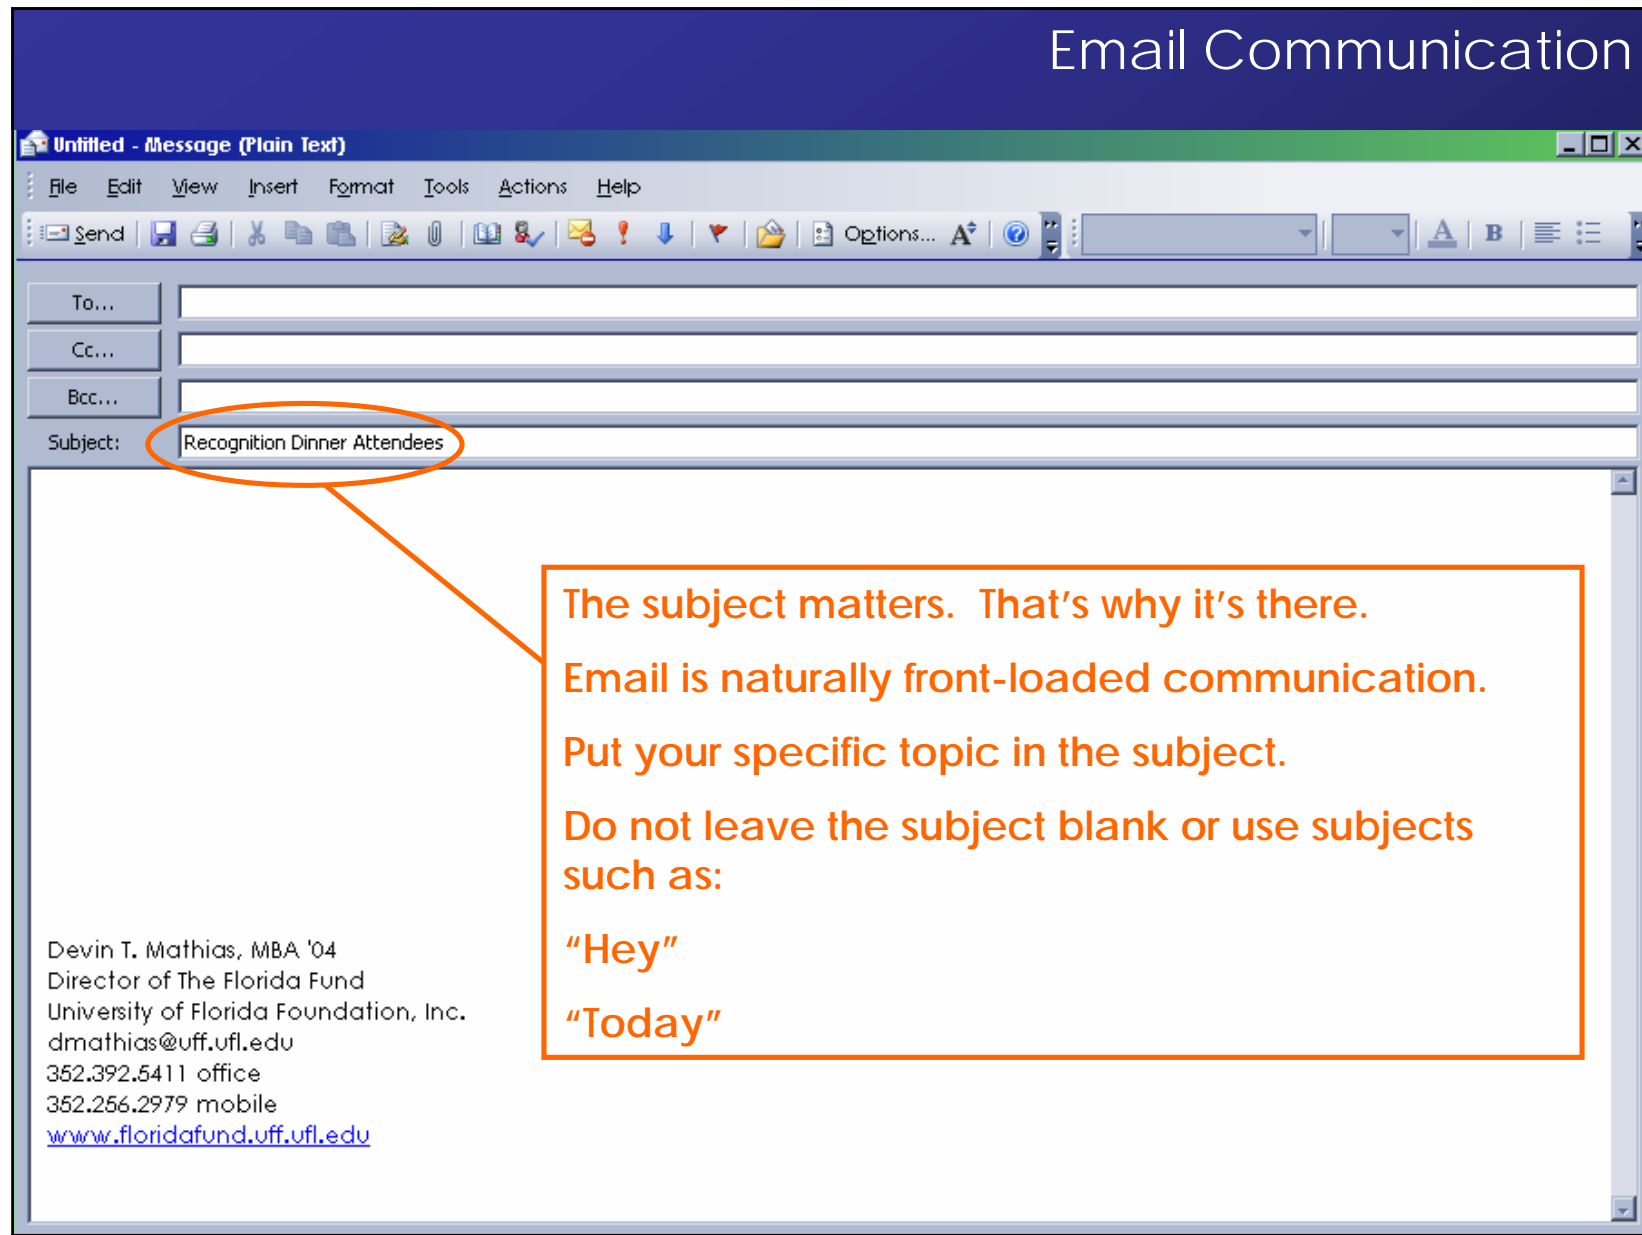 Email Communication
Untitled - Message (Plain Text)
File Edit View Insert Format Tools Actions Help
Send Options... A B
To...
Cc...
Bcc...
Subject: Recognition Dinner Attendees
The subject matters. That’s why it’s there.
Email is naturally front-loaded communication.
Put your specific topic in the subject.
Do not leave the subject blank or use subjects
such as:
“Hey”
“Today”
Devin T. Mathias, MBA '04
Director of The Florida Fund
University of Florida Foundation, Inc.
dmathias@uff.ufl.edu
352.392.5411 office
352.256.2979 mobile
www.floridafund.uff.ufl.edu